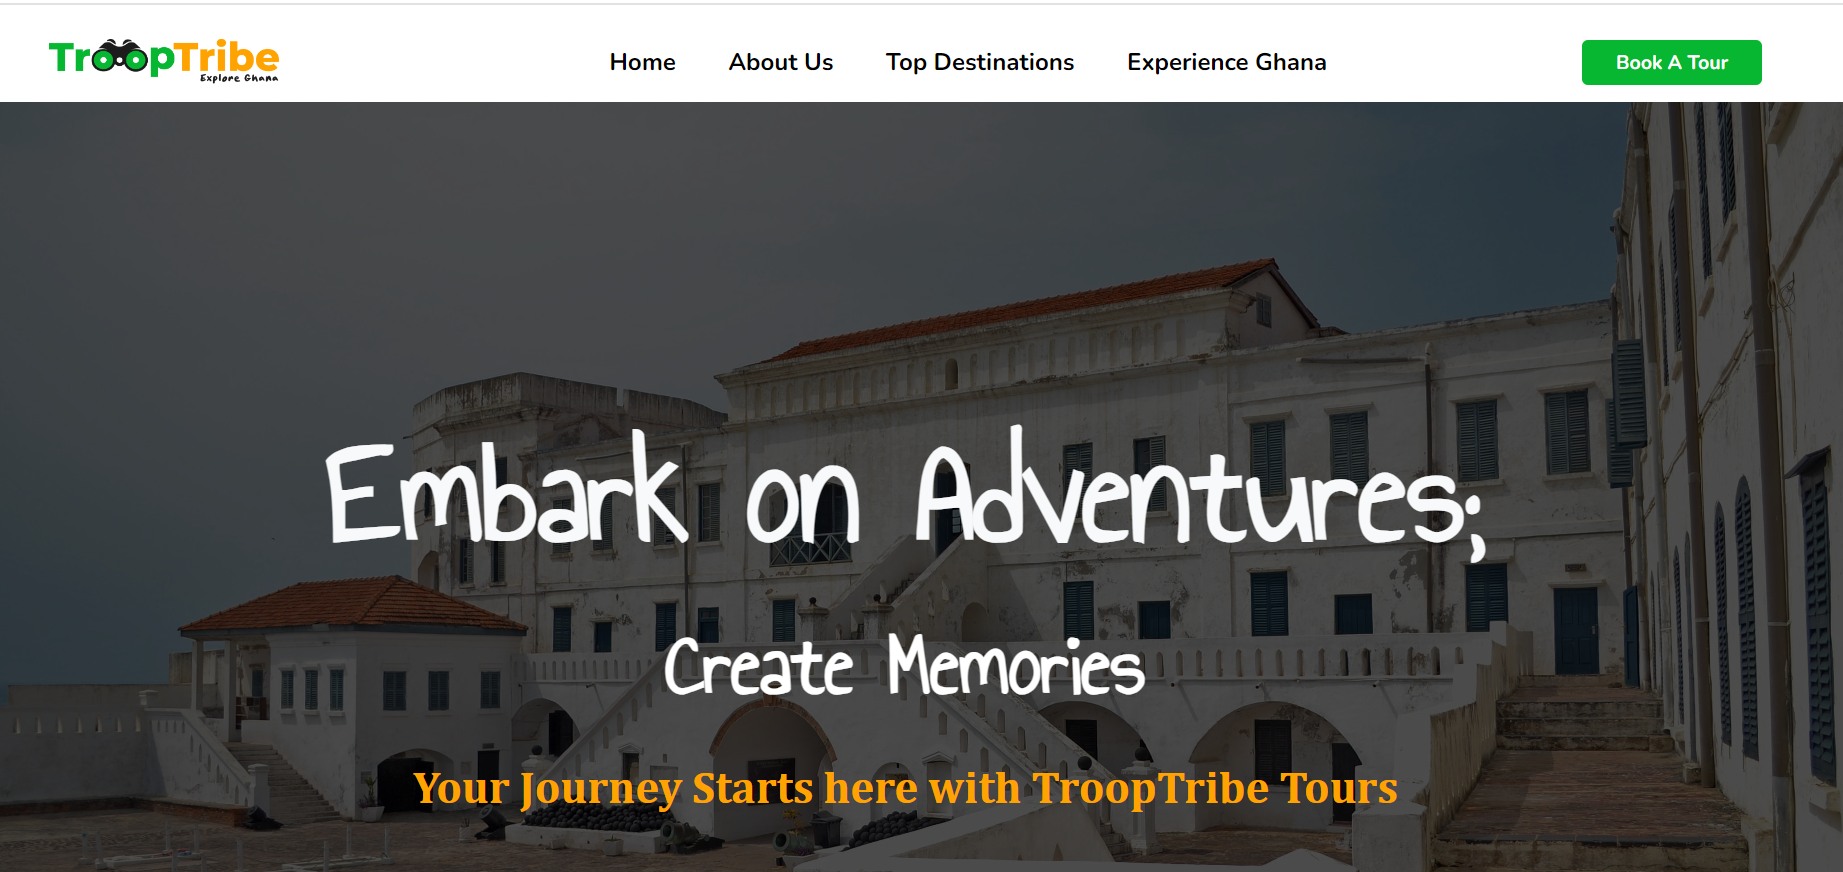 TroopTribe
Explore Ghana
Home
About Us
Top Destinations
Experience Ghana
Book A Tour
Embark on Adventures;
Create Memories
Your Journey Starts here with TroopTribe Tours